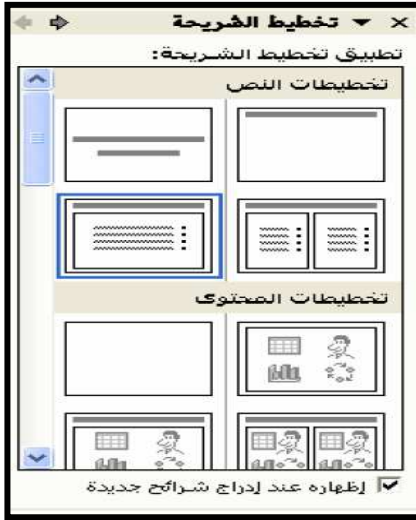 تخطيط الشريحة
تطبيق تخطيط الشريحة:
تخطيطات النص
تخطيطات المحتوى
إظهاره عند إدراج شرائح جديدة